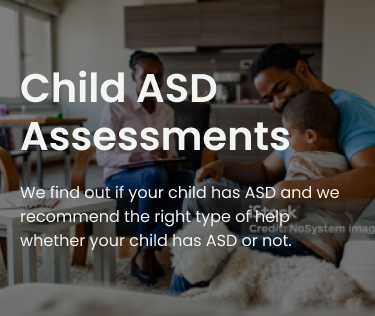 Child ASD
Assessments
We find out if your child has ASD and we
recommend the right type of help
whether your child has ASD or not.
iStock
Credit: NoSystem imag